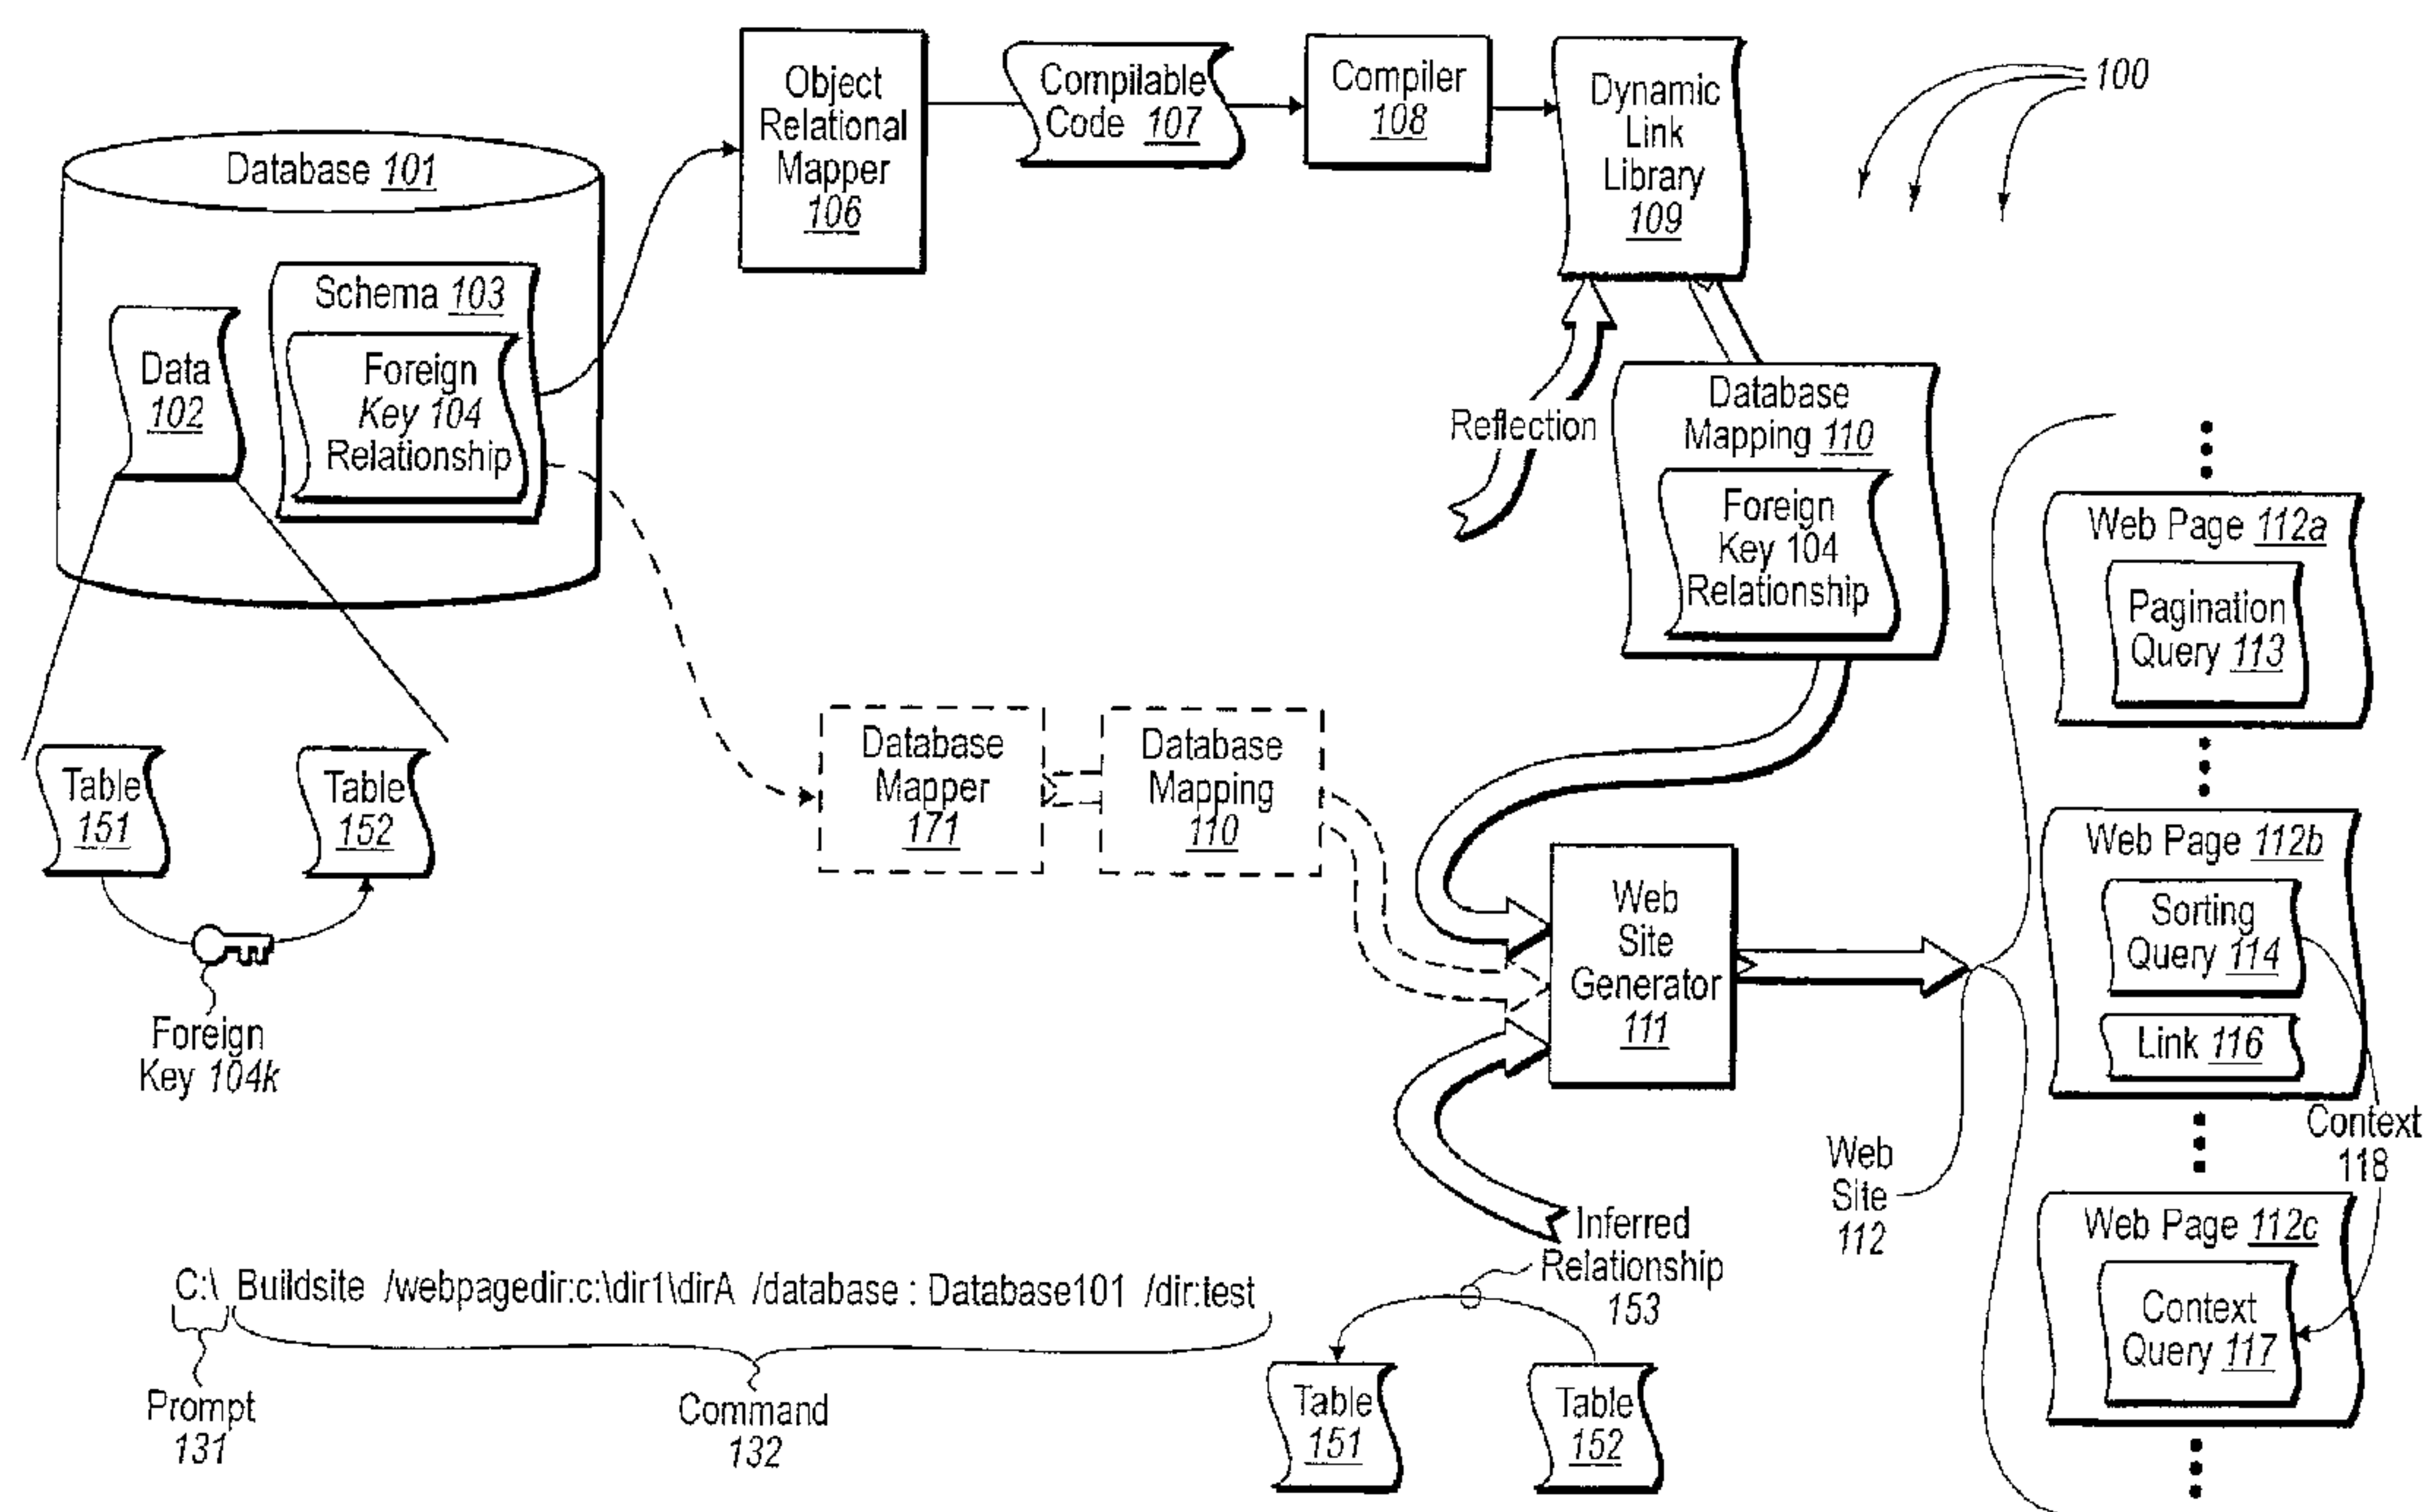 100
Database 101
Schema 103
Data
102
Foreign
Key 104
Relationship
Object
Relational
Mapper
106
Compilable
Code 107
Compiler
108
Dynamic
Link
Library
109
Reflection
Database
Mapping 110
Foreign
Key 104
Relationship
Table
151
Table
152
Foreign
Key 104k
Database
Mapper
171
Database
Mapping
110
Web
Site
Generator
111
Inferred
Relationship
153
Table
151
Table
152
Web
Site
112
Web Page 112a
Pagination
Query 113
Web Page 112b
Sorting
Query 114
Link 116
Context
118
Web Page 112c
Context
Query 117
C:\ Buildsite /webpagedir:c:\dir1\dirA /database : Database101 /dir:test
Prompt
131
Command
132